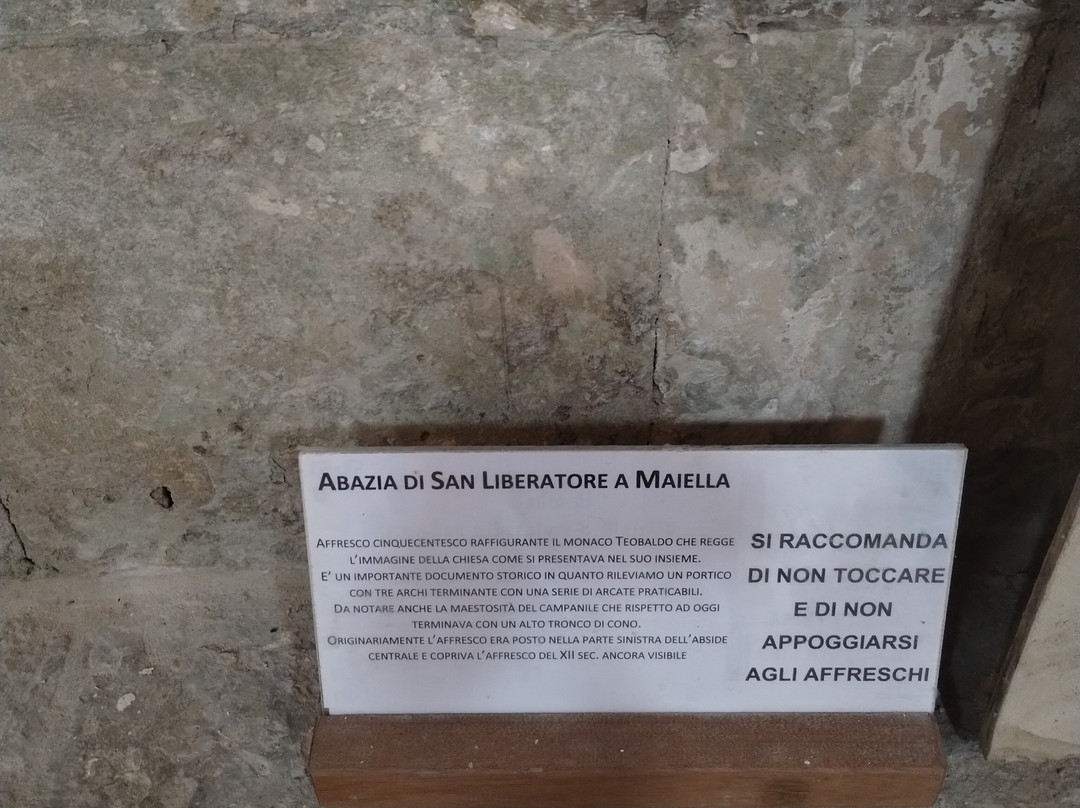 ABAZIA DI SAN LIBERATORE A MAIELLA
AFFRESCO CINQUECENTESCO RAFFIGURANTE IL MONACO TEOBALDO CHE REGGE
L'IMMAGINE DELLA CHIESA COME SI PRESENTAVA NEL SUO INSIEME.
E' UN IMPORTANTE DOCUMENTO STORICO IN QUANTO RILEVIAMO UN PORTICO
CON TRE ARCHI TERMINANTE CON UNA SERIE DI ARCATE PRATICABILI.
DA NOTARE ANCHE LA MAESTOSITÀ DEL CAMPANILE CHE RISPETTO AD OGGI
TERMINAVA CON UN ALTO TRONCO DI CONO.
ORIGINARIAMENTE L'AFFRESCO ERA POSTO NELLA PARTE SINISTRA DELL'ABSIDE
CENTRALE E COPRIVA L'AFFRESCO DEL XII SEC. ANCORA VISIBILE
SI RACCOMANDA
DI NON TOCCARE
E DI NON
APPOGGIARSI
AGLI AFFRESCHI